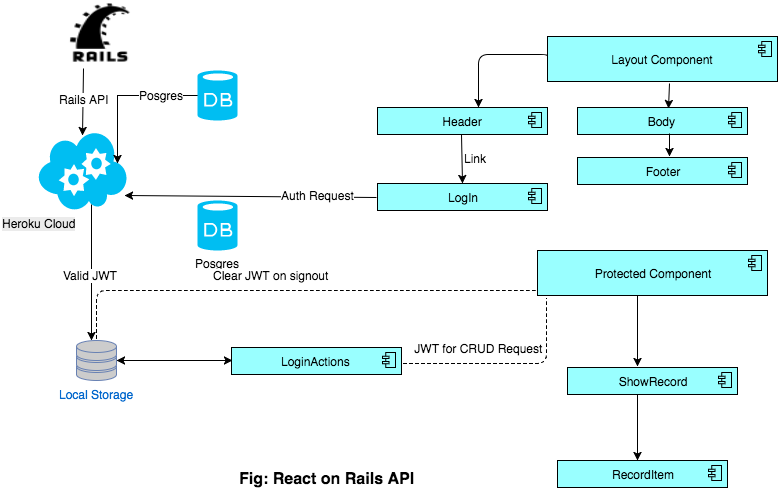 RAILS
Layout Component
Rails API
Posgres
DB
Header
Body
Link
Footer
Auth Request
LogIn
Heroku Cloud
DB
Posgres
Valid JWT
Clear JWT on signout
Protected Component
JWT for CRUD Request
LoginActions
ShowRecord
Local Storage
RecordItem
Fig: React on Rails API